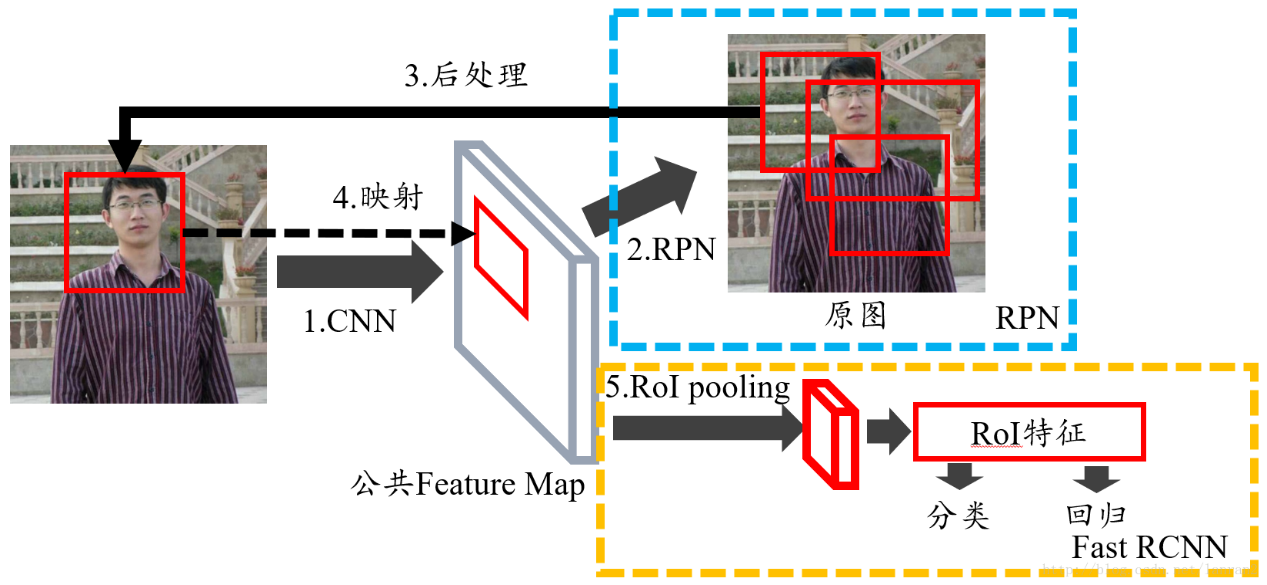 3.后处理
4.映射
1.CNN
2.RPN
原图
RPN
公共Feature Map
5.RoI pooling
RoI特征
分类
回归
Fast RCNN